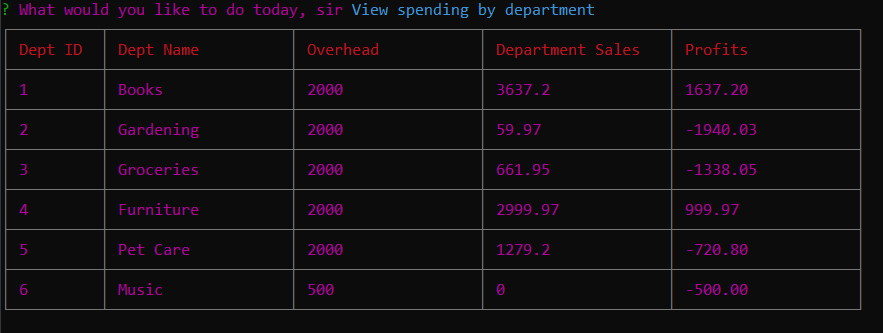 ? What would you like to do today, sir View spending by department
Dept ID Dept Name Overhead Department Sales Profits
1 Books 2000 3637.2 1637.20
2 Gardening 2000 59.97 -1940.03
3 Groceries 2000 661.95 -1338.05
4 Furniture 2000 2999.97 999.97
5 Pet Care 2000 1279.2 -720.80
6 Music 500 0 -500.00